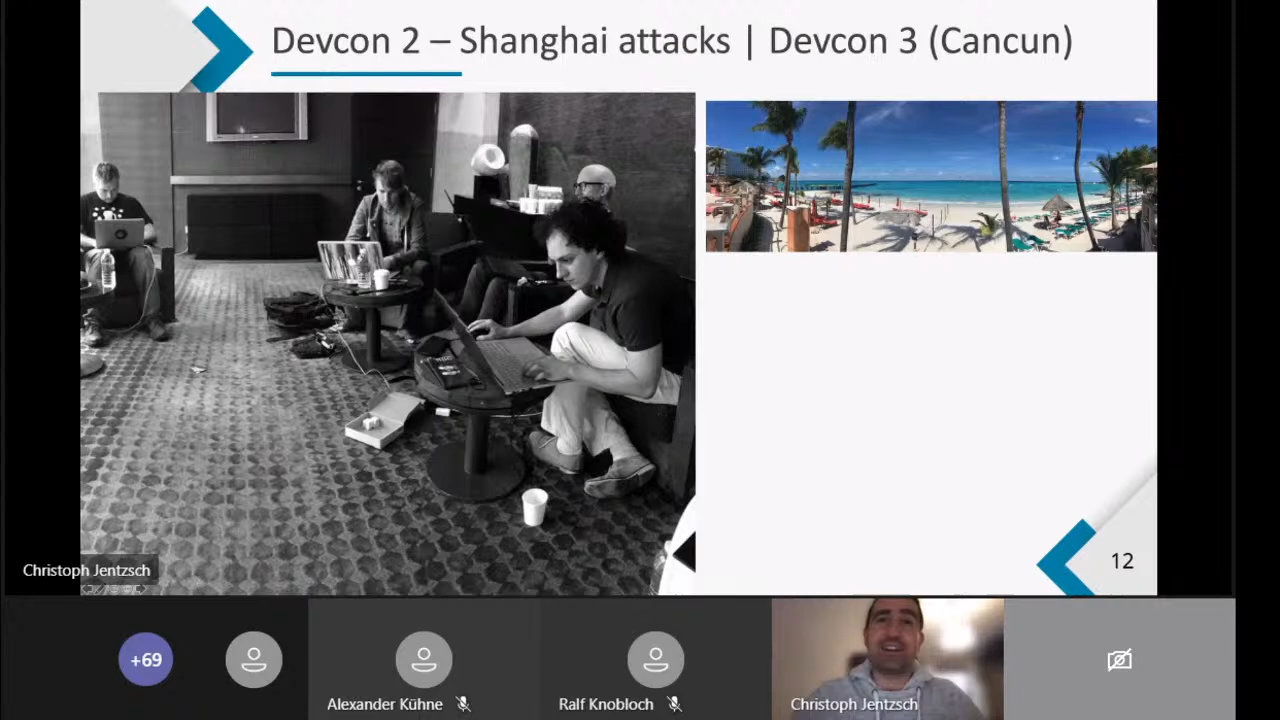 Devcon 2 – Shanghai attacks | Devcon 3 (Cancun)
12
Christoph Jentzsch
+69
Alexander Kühne
Ralf Knobloch
Christoph Jentzsch